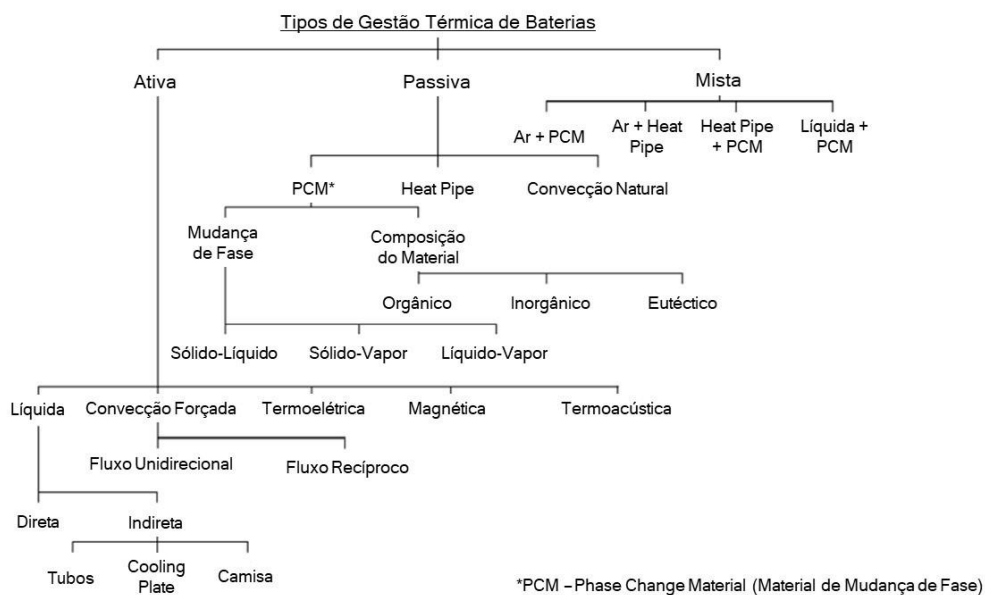 Tipos de Gestão Térmica de Baterias
Ativa
Passiva
Mista
Ar + PCM
Ar + Heat
Pipe
Heat Pipe
+ PCM
Líquida +
PCM
PCM*
Heat Pipe
Convecção Natural
Mudança
de Fase
Composição
do Material
Orgânico
Inorgânico
Eutéctico
Sólido-Líquido
Sólido-Vapor
Líquido-Vapor
Líquida
Convecção Forçada
Termoelétrica
Magnética
Termoacústica
Fluxo Unidirecional
Fluxo Recíproco
Direta
Indireta
Tubos
Cooling
Plate
Camisa
*PCM – Phase Change Material (Material de Mudança de Fase)